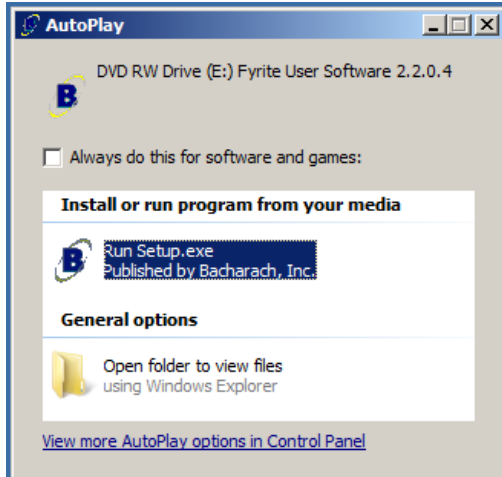 AutoPlay
DVD RW Drive (E:) Fyrite User Software 2.2.0.4
B
Always do this for software and games:
Install or run program from your media
B
Run Setup.exe
Published by Bacharach, Inc.
General options
Open folder to view files
using Windows Explorer
View more AutoPlay options in Control Panel